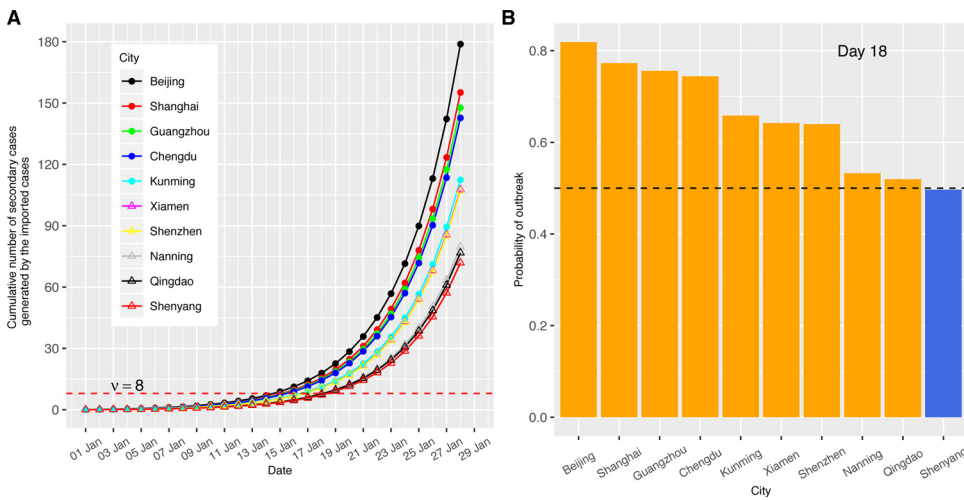 A
Cumulative number of secondary cases
generated by the imported cases
180
150
120
90
60
30
0
City
Beijing
Shanghai
Guangzhou
Chengdu
Kunming
Xiamen
Shenzhen
Nanning
Qingdao
Shenyang
ν = 8
01 Jan
03 Jan
05 Jan
07 Jan
09 Jan
11 Jan
13 Jan
15 Jan
17 Jan
19 Jan
21 Jan
23 Jan
25 Jan
27 Jan
29 Jan
Date
B
Probability of outbreak
0.8
0.6
0.4
0.2
0.0
Day 18
Beijing
Shanghai
Guangzhou
Chengdu
Kunming
Xiamen
Shenzhen
Nanning
Qingdao
Shenyang
City